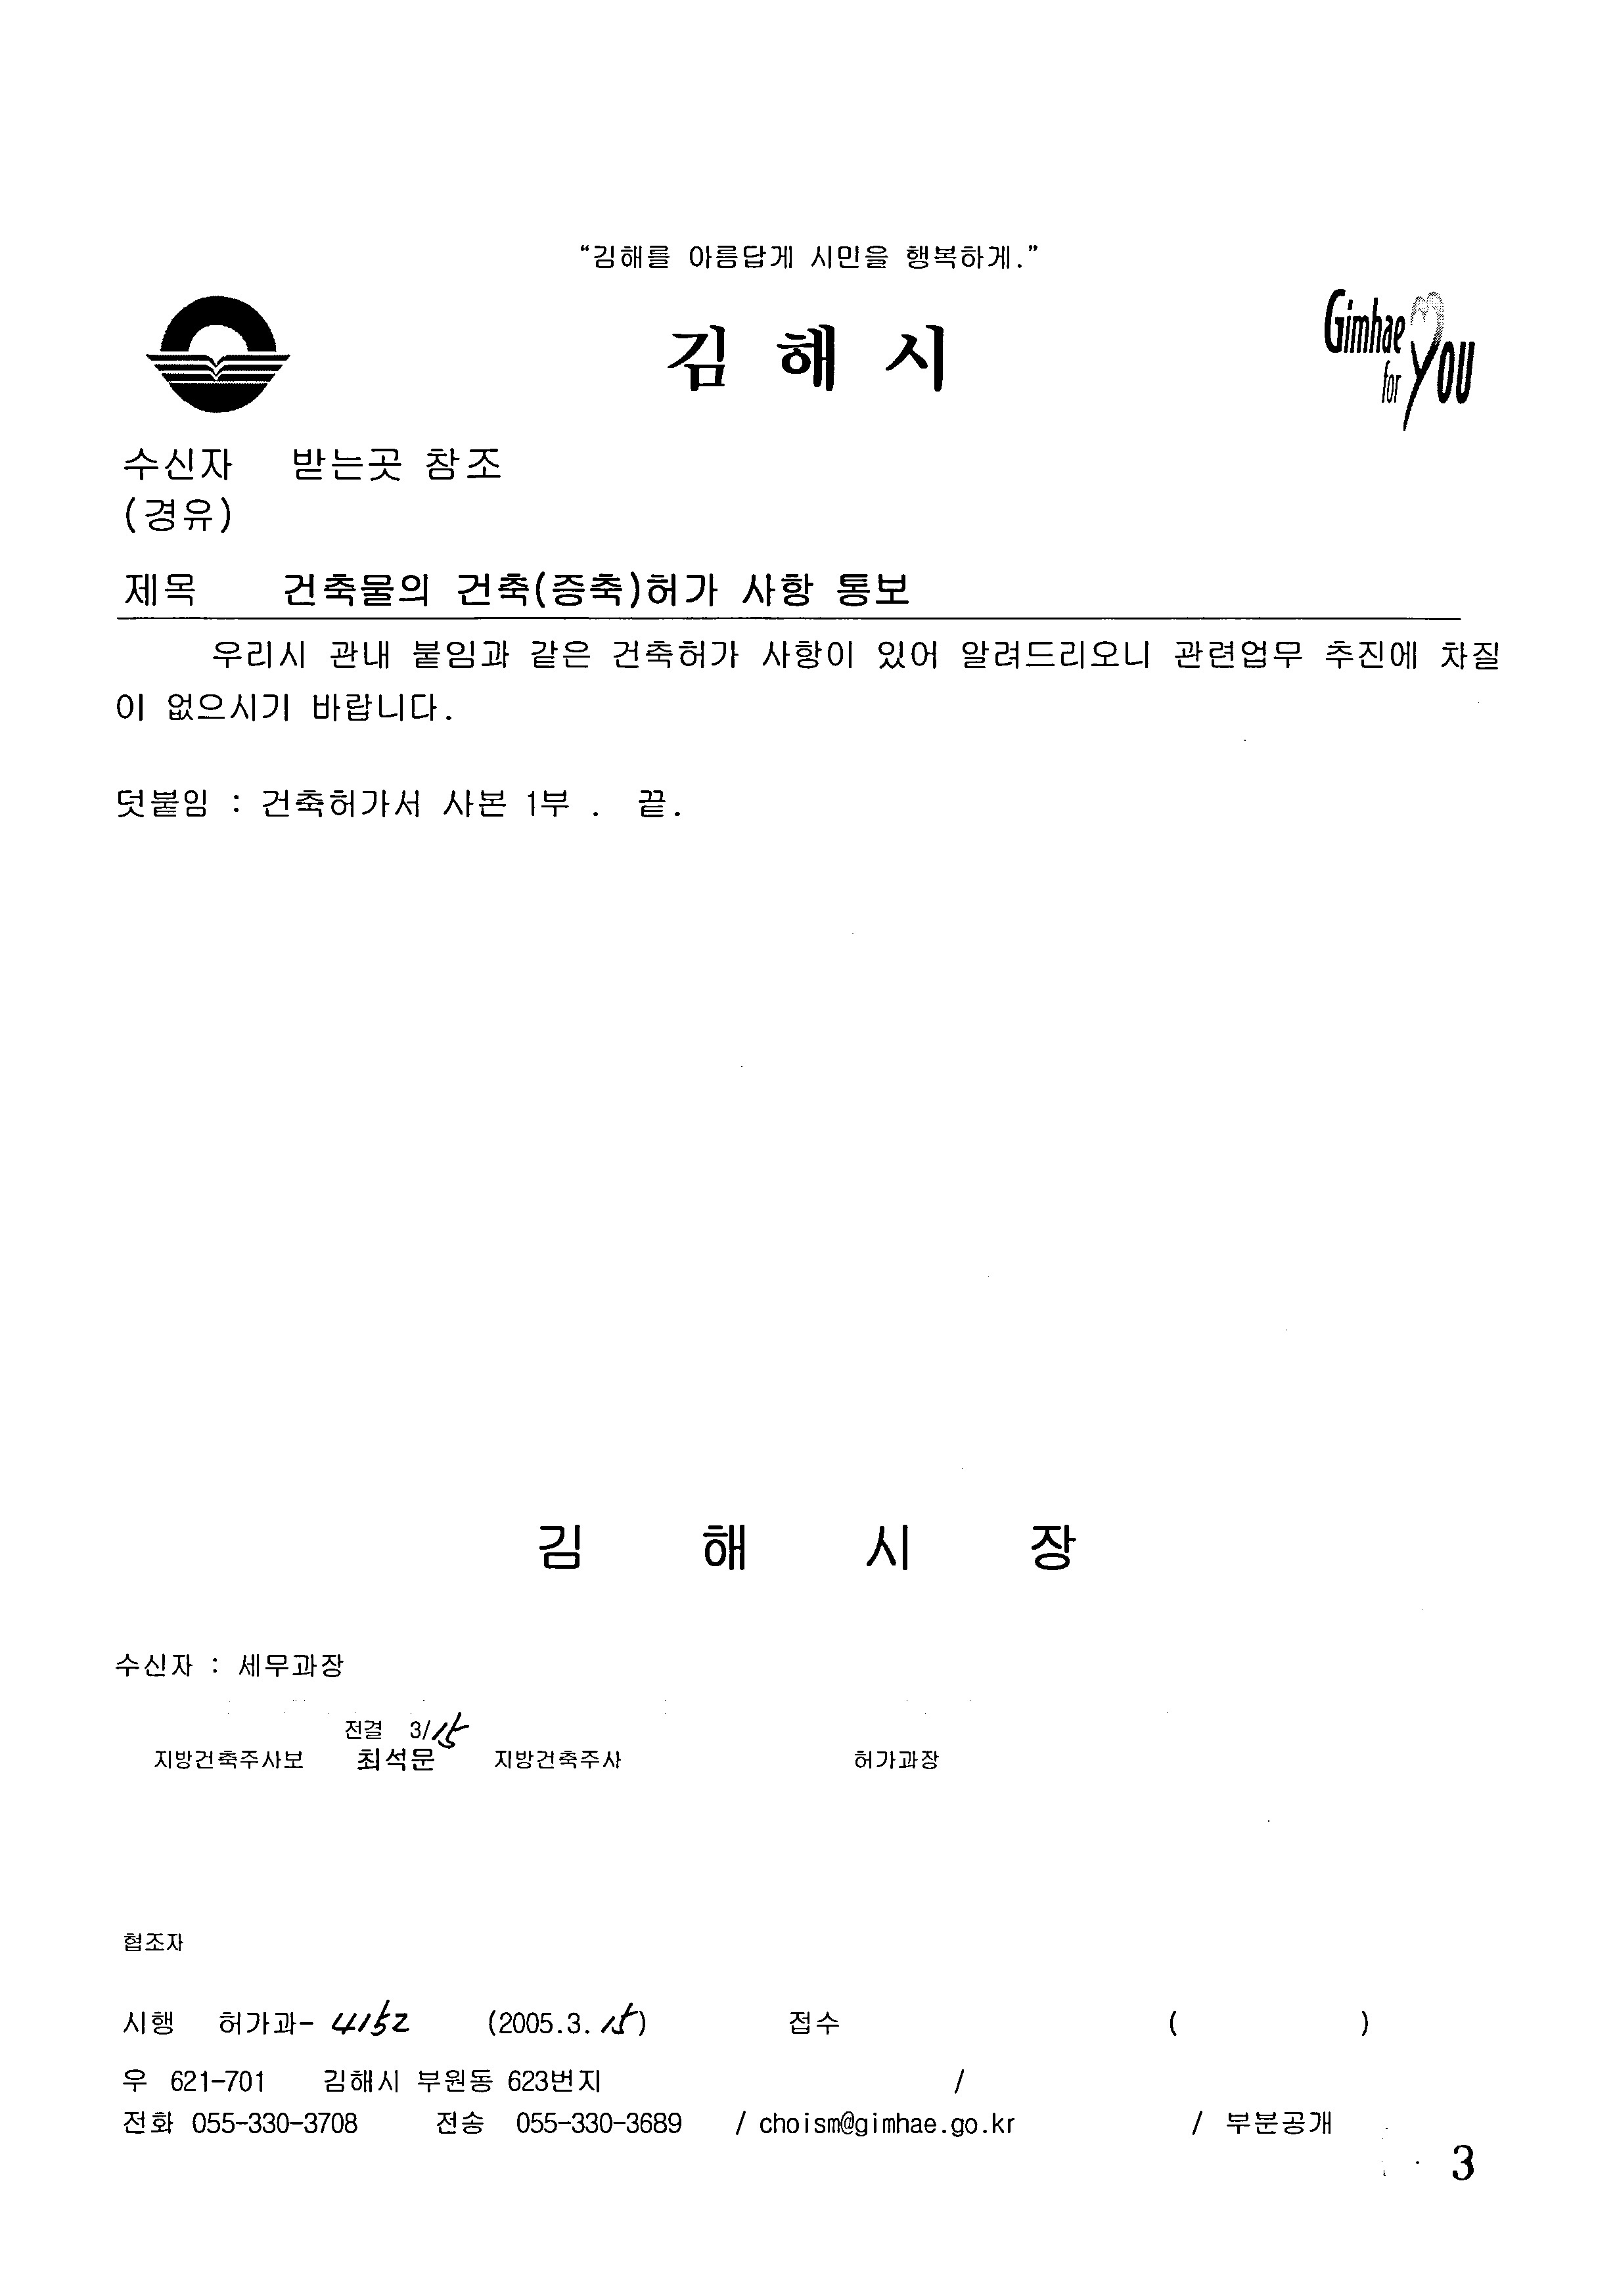 “김해를 아름답게 시민을 행복하게.”
김 해 시
Gimhae
for YOU
수신자 받는곳 참조
(경유)
제목 건축물의 건축(증축)허가 사항 통보
우리시 관내 붙임과 같은 건축허가 사항이 있어 알려드리오니 관련업무 추진에 차질
이 없으시기 바랍니다.
덧붙임 : 건축허가서 사본 1부 . 끝.
김 해 시 장
수신자 : 세무과장
전결 3/15
지방건축주사보 최석문 지방건축주사 허가과장
협조자
시행 허가과- 4152 (2005.3. 15) 접수 ( )
우 621-701 김해시 부원동 623번지 /
전화 055-330-3708 전송 055-330-3689 / choism@gimhae.go.kr / 부분공개
3